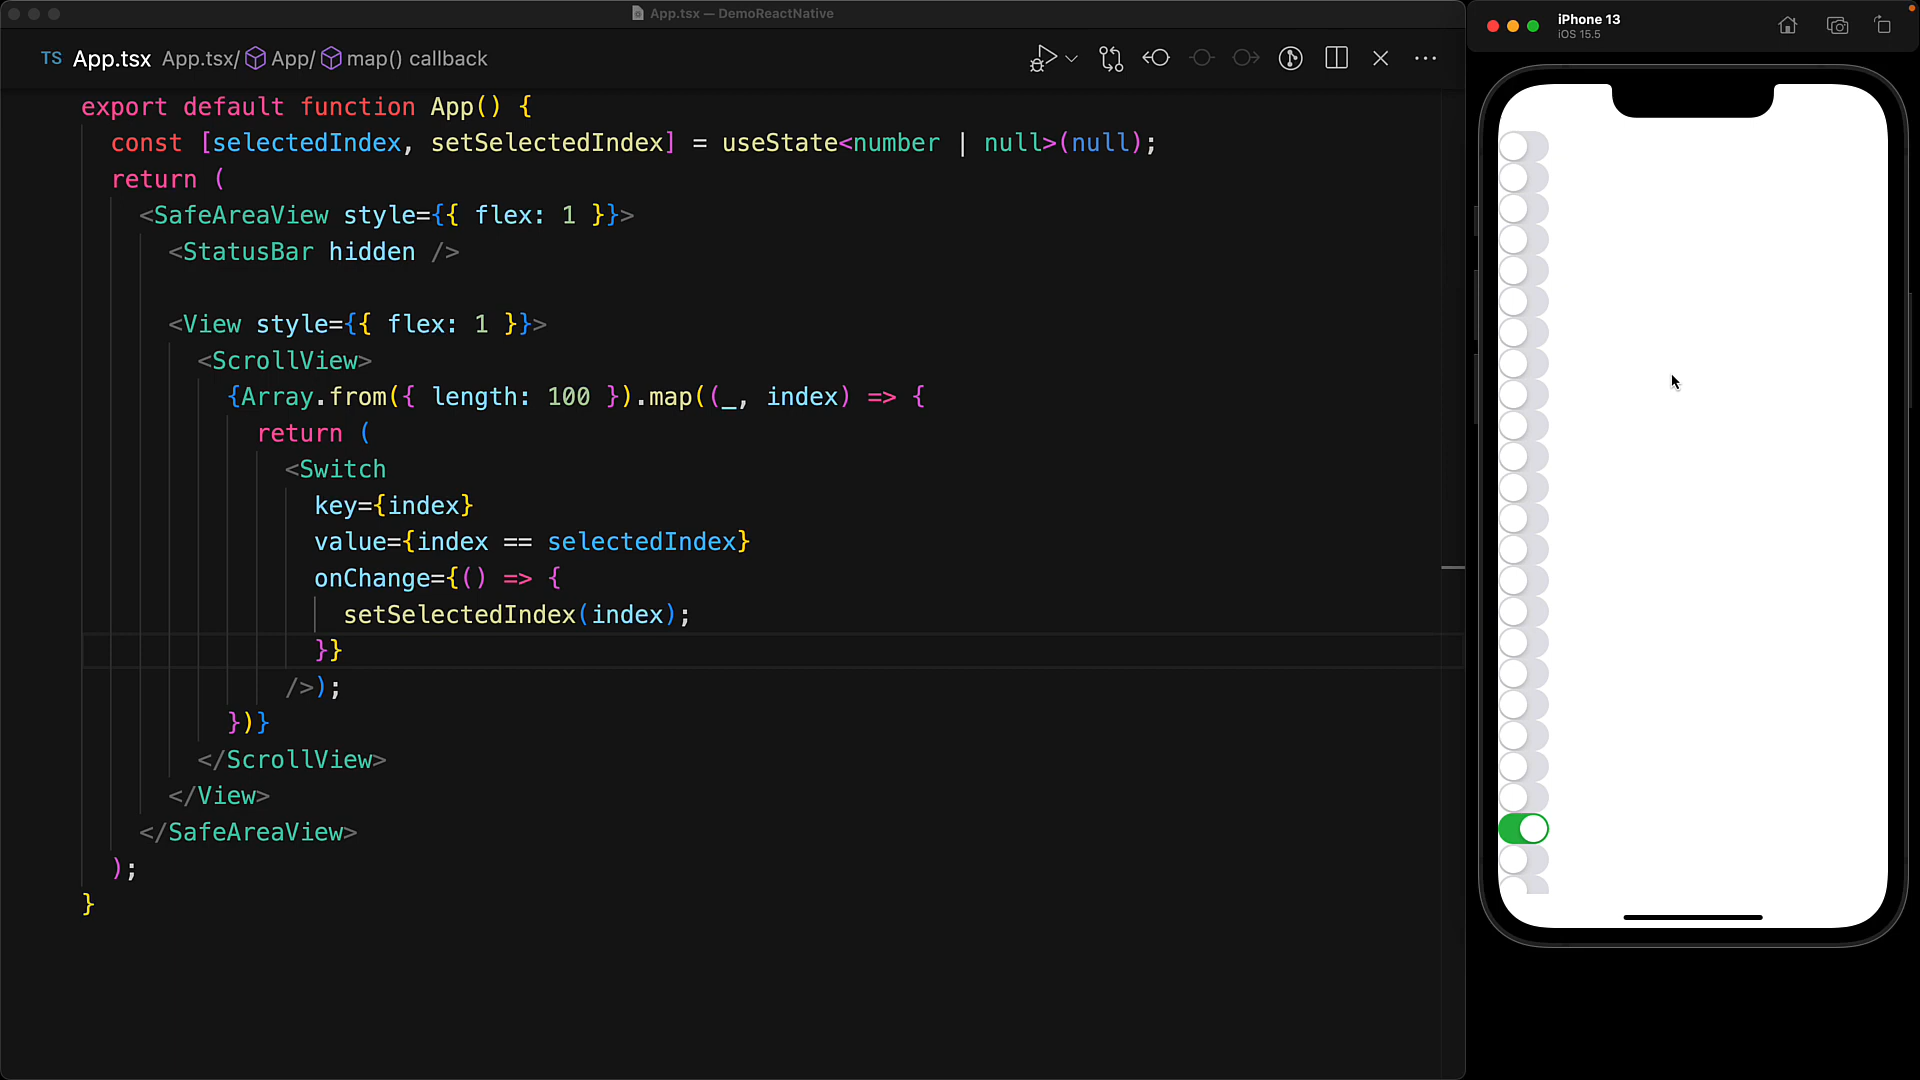 App.tsx — DemoReactNative
TS App.tsx App.tsx/ App/ map() callback
export default function App() {
const [selectedIndex, setSelectedIndex] = useState<number | null>(null);
return (
<SafeAreaView style={{ flex: 1 }}>
<StatusBar hidden />
<View style={{ flex: 1 }}>
<ScrollView>
{Array.from({ length: 100 }).map((_, index) => {
return (
<Switch
key={index}
value={index == selectedIndex}
onChange={() => {
setSelectedIndex(index);
}}
/>);
})}
</ScrollView>
</View>
</SafeAreaView>
);
}
iPhone 13
iOS 15.5